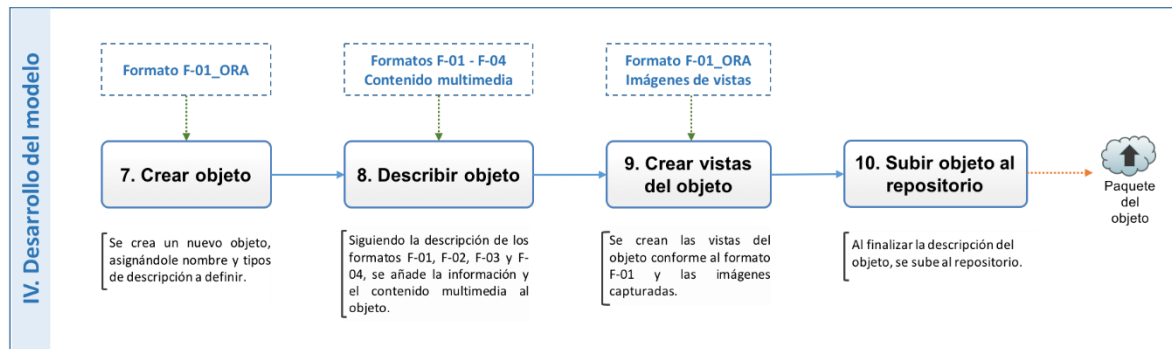 IV. Desarrollo del modelo
Formato F-01_ORA
Formatos F-01 - F-04
Contenido multimedia
Formato F-01_ORA
Imágenes de vistas
7. Crear objeto
8. Describir objeto
9. Crear vistas
del objeto
10. Subir objeto al
repositorio
Paquete
del
objeto
Se crea un nuevo objeto,
asignándole nombre y tipos
de descripción a definir.
Siguiendo la descripción de los
formatos F-01, F-02, F-03 y F-
04, se añade la información y
el contenido multimedia al
objeto.
Se crean las vistas del
objeto conforme al formato
F-01 y las imágenes
capturadas.
Al finalizar la descripción del
objeto, se sube al repositorio.